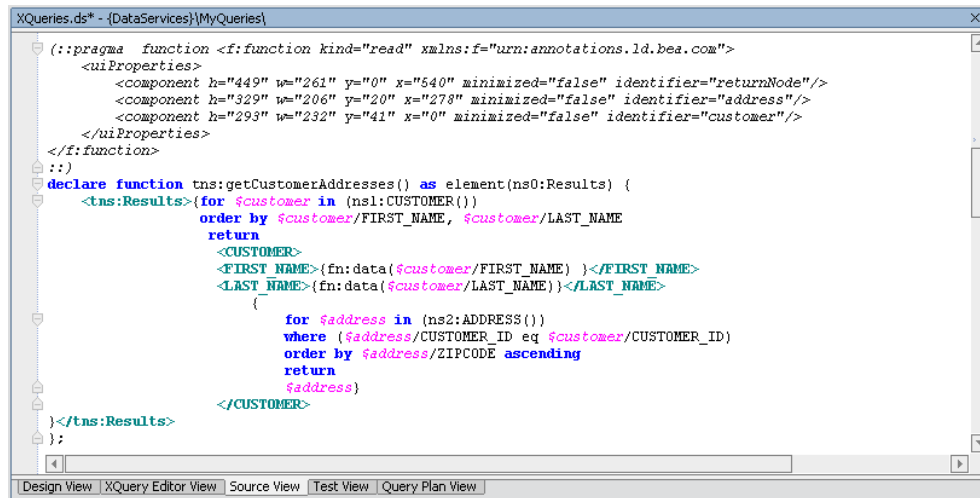 XQueries.ds* - {DataServices}\MyQueries\
(::pragma  function <f:function kind="read" xmlns:f="urn:annotations.ld.bea.com">
<uiProperties>
<component h="449" w="261" y="0" x="540" minimized="false" identifier="returnNode"/>
<component h="329" w="206" y="20" x="278" minimized="false" identifier="address"/>
<component h="293" w="232" y="41" x="0" minimized="false" identifier="customer"/>
</uiProperties>
</f:function>
::)
declare function tns:getCustomerAddresses() as element(ns0:Results) {
<tns:Results>{for $customer in (ns1:CUSTOMER())
order by $customer/FIRST_NAME, $customer/LAST_NAME
return
<CUSTOMER>
<FIRST_NAME>{fn:data($customer/FIRST_NAME) }</FIRST_NAME>
<LAST_NAME>{fn:data($customer/LAST_NAME)}</LAST_NAME>
{
for $address in (ns2:ADDRESS())
where ($address/CUSTOMER_ID eq $customer/CUSTOMER_ID)
order by $address/ZIPCODE ascending
return
$address}
</CUSTOMER>
}</tns:Results>
};
Design View XQuery Editor View Source View Test View Query Plan View